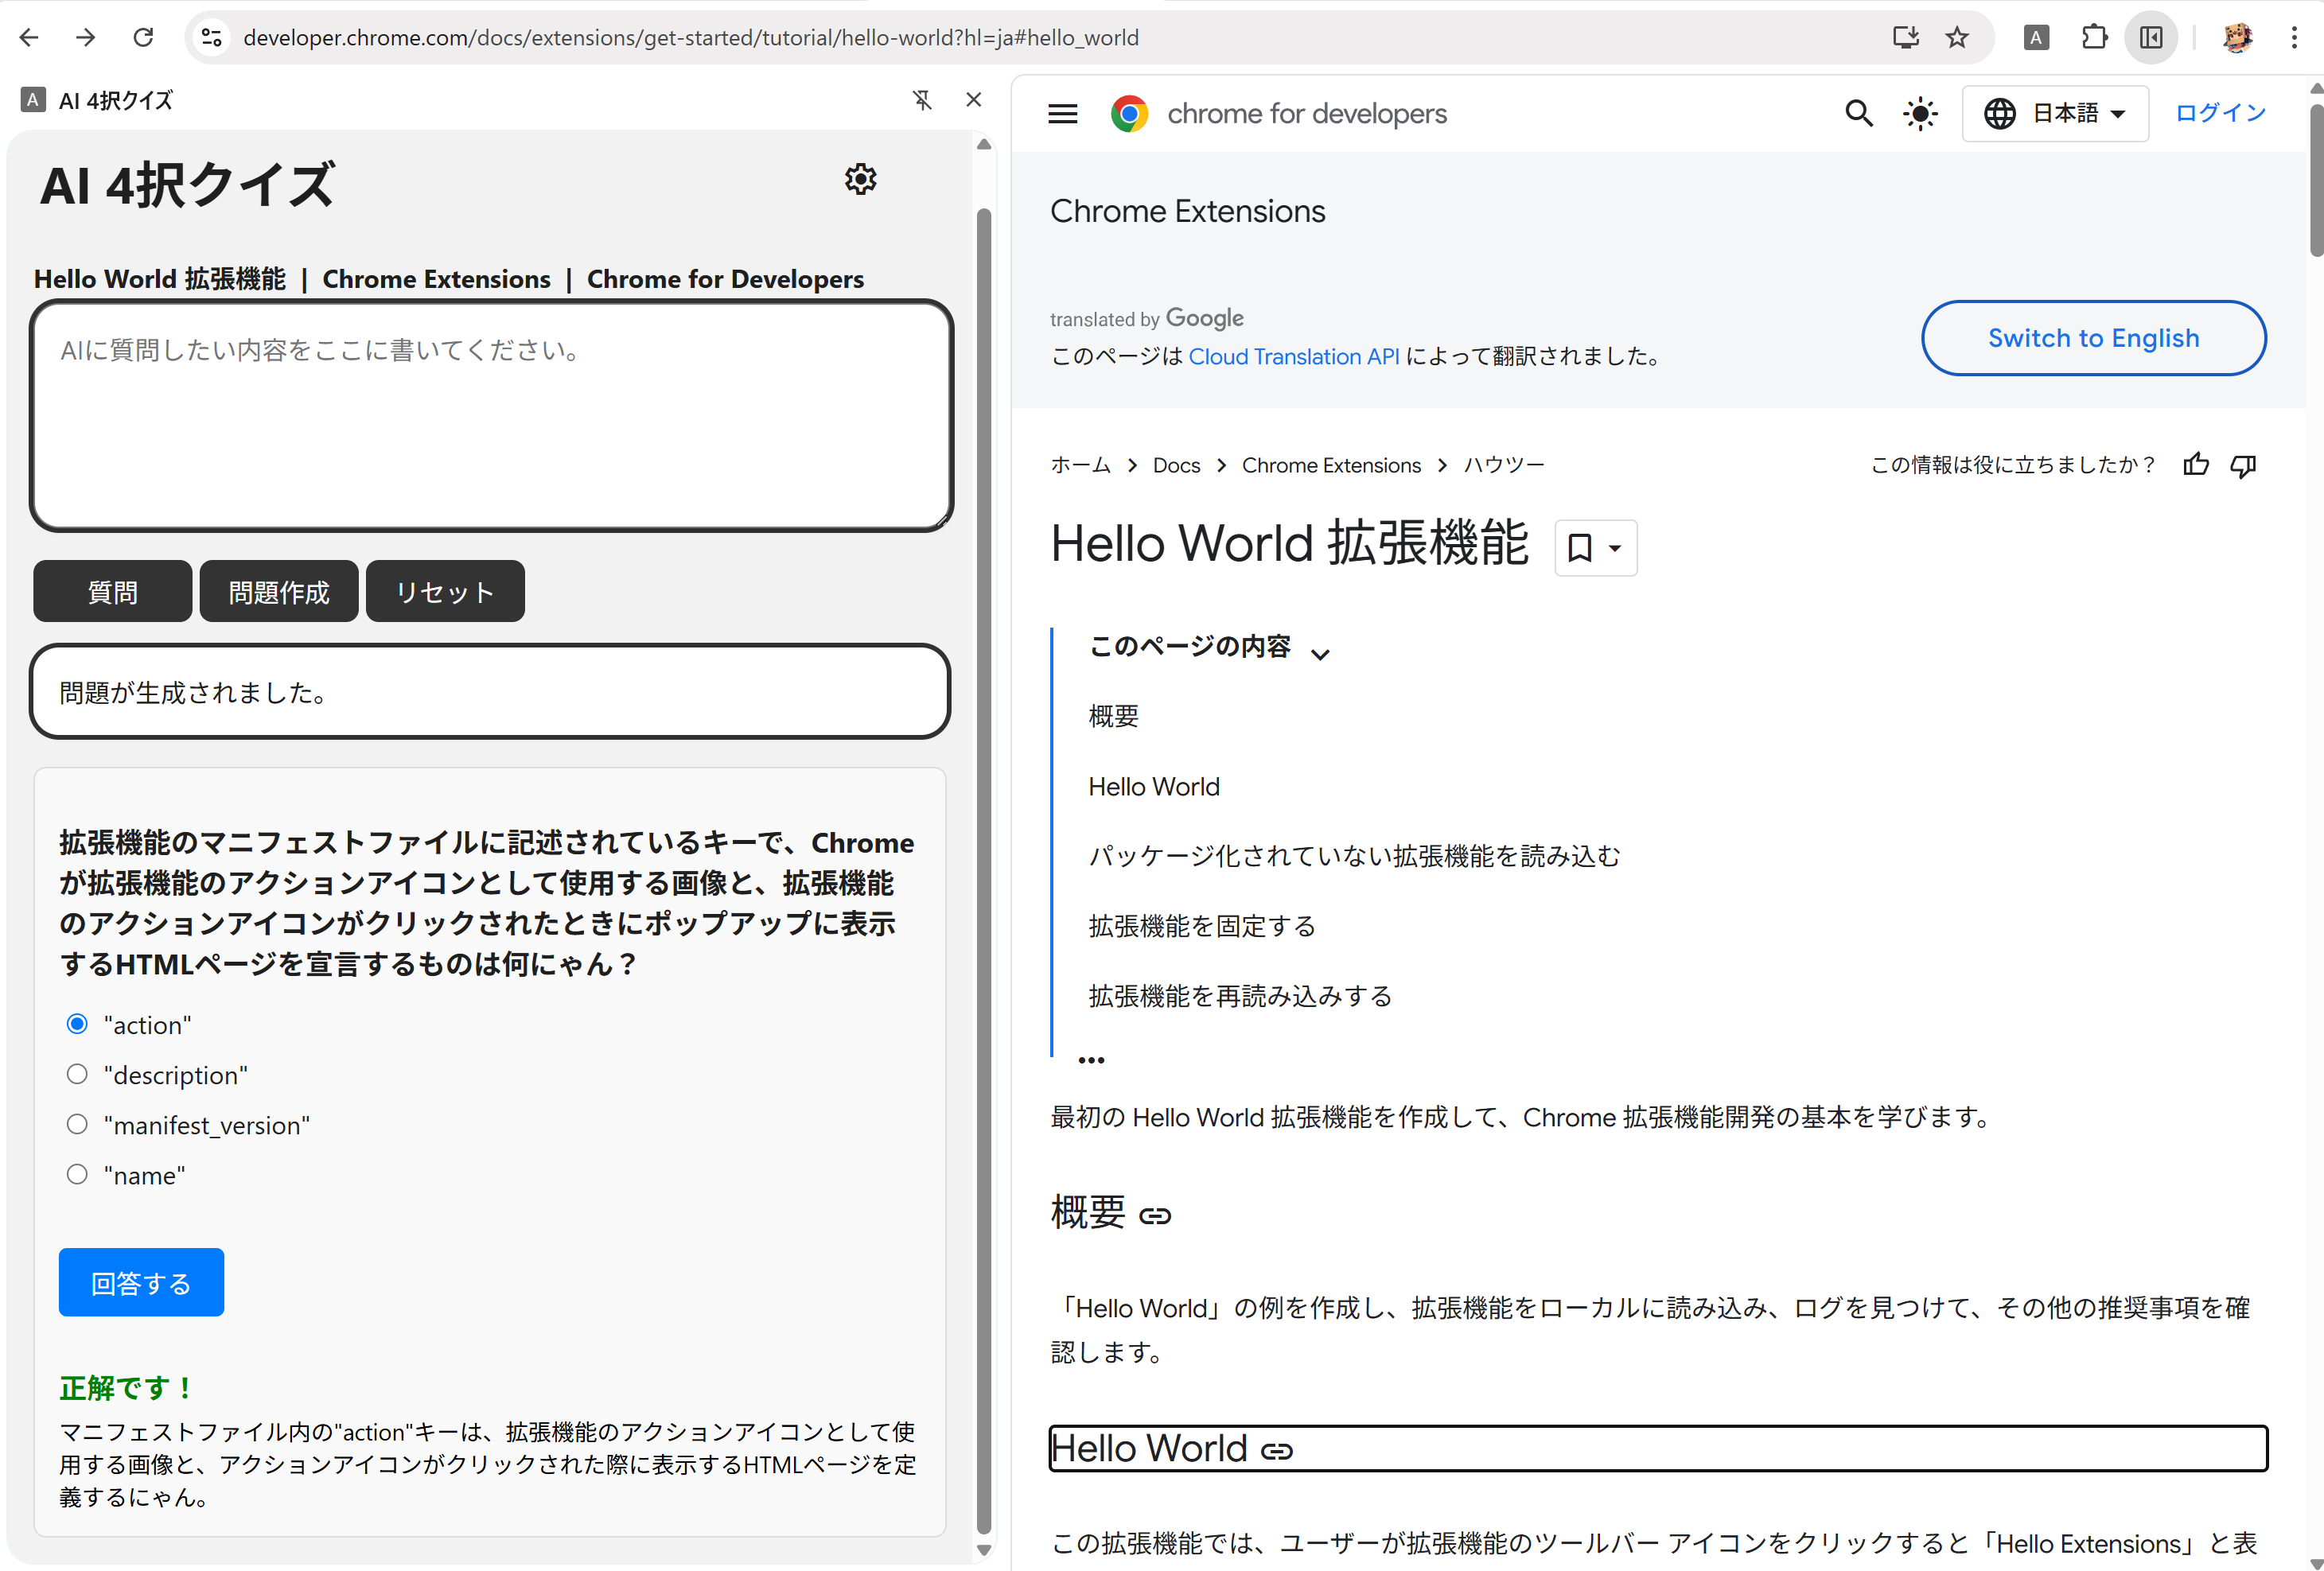 developer.chrome.com/docs/extensions/get-started/tutorial/hello-world?hl=ja#hello_world
A
A AI 4択クイズ
AI 4択クイズ
Hello World 拡張機能 | Chrome Extensions | Chrome for Developers
AIに質問したい内容をここに書いてください。
質問 問題作成 リセット
問題が生成されました。
拡張機能のマニフェストファイルに記述されているキーで、Chrome
が拡張機能のアクションアイコンとして使用する画像と、拡張機能
のアクションアイコンがクリックされたときにポップアップに表示
するHTMLページを宣言するものは何にゃん？
"action"
"description"
"manifest_version"
"name"
回答する
正解です！
マニフェストファイル内の"action"キーは、拡張機能のアクションアイコンとして使
用する画像と、アクションアイコンがクリックされた際に表示するHTMLページを定
義するにゃん。
chrome for developers
日本語
ログイン
Chrome Extensions
translated by Google
このページは Cloud Translation API によって翻訳されました。
Switch to English
ホーム > Docs > Chrome Extensions > ハウツー
この情報は役に立ちましたか？
Hello World 拡張機能
このページの内容
概要
Hello World
パッケージ化されていない拡張機能を読み込む
拡張機能を固定する
拡張機能を再読み込みする
•••
最初の Hello World 拡張機能を作成して、Chrome 拡張機能開発の基本を学びます。
概要
「Hello World」の例を作成し、拡張機能をローカルに読み込み、ログを見つけて、その他の推奨事項を確
認します。
Hello World
この拡張機能では、ユーザーが拡張機能のツールバー アイコンをクリックすると「Hello Extensions」と表